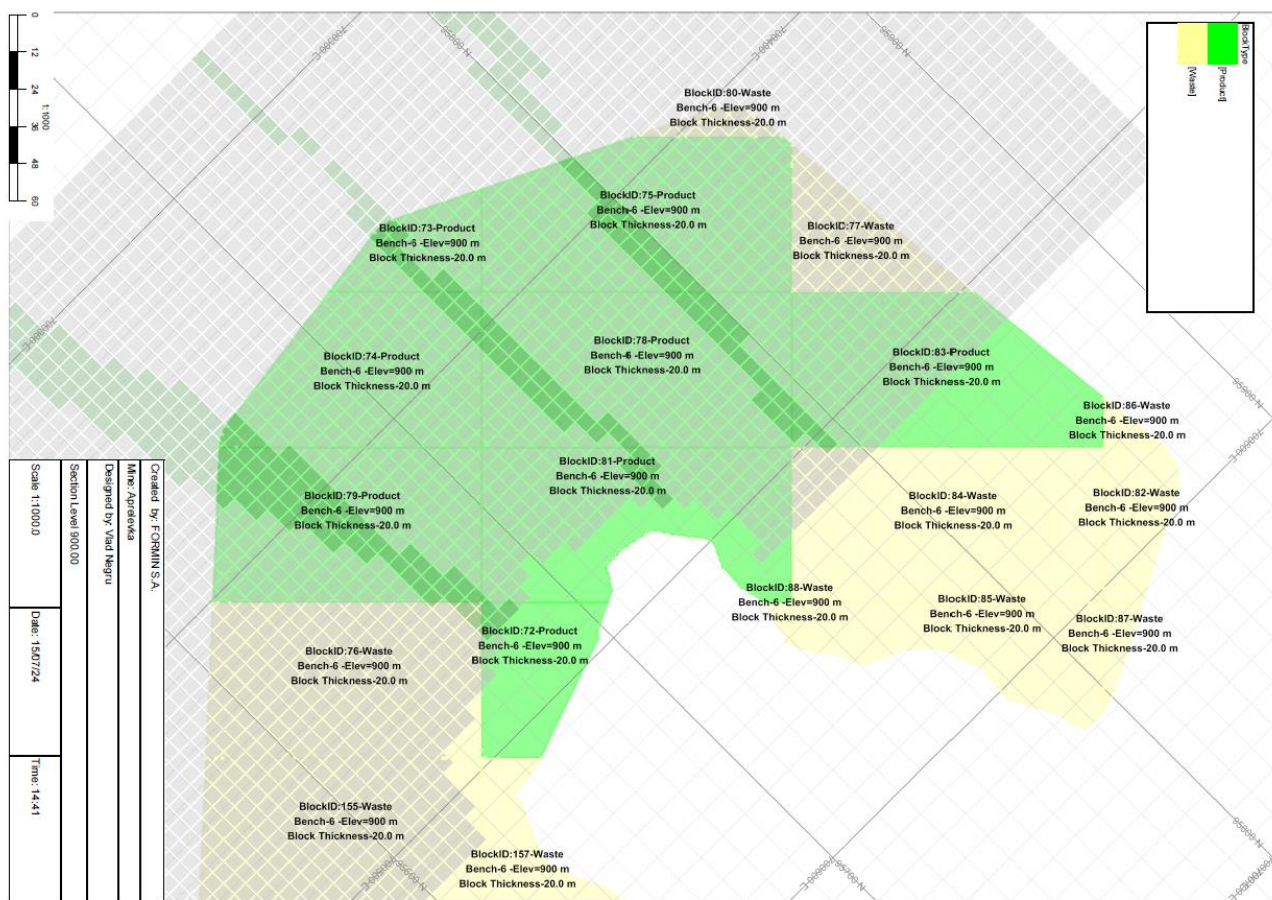 0
12
24
36
48
60
1:1000
BlockType
[Product]
[Waste]
BlockID:80-Waste
Bench-6 -Elev=900 m
Block Thickness-20.0 m
BlockID:75-Product
Bench-6 -Elev=900 m
Block Thickness-20.0 m
BlockID:73-Product
Bench-6 -Elev=900 m
Block Thickness-20.0 m
BlockID:77-Waste
Bench-6 -Elev=900 m
Block Thickness-20.0 m
BlockID:74-Product
Bench-6 -Elev=900 m
Block Thickness-20.0 m
BlockID:78-Product
Bench-6 -Elev=900 m
Block Thickness-20.0 m
BlockID:83-Product
Bench-6 -Elev=900 m
Block Thickness-20.0 m
BlockID:86-Waste
Bench-6 -Elev=900 m
Block Thickness-20.0 m
BlockID:81-Product
Bench-6 -Elev=900 m
Block Thickness-20.0 m
BlockID:79-Product
Bench-6 -Elev=900 m
Block Thickness-20.0 m
BlockID:84-Waste
Bench-6 -Elev=900 m
Block Thickness-20.0 m
BlockID:82-Waste
Bench-6 -Elev=900 m
Block Thickness-20.0 m
BlockID:88-Waste
Bench-6 -Elev=900 m
Block Thickness-20.0 m
BlockID:85-Waste
Bench-6 -Elev=900 m
Block Thickness-20.0 m
BlockID:87-Waste
Bench-6 -Elev=900 m
Block Thickness-20.0 m
BlockID:72-Product
Bench-6 -Elev=900 m
Block Thickness-20.0 m
BlockID:76-Waste
Bench-6 -Elev=900 m
Block Thickness-20.0 m
BlockID:155-Waste
Bench-6 -Elev=900 m
Block Thickness-20.0 m
BlockID:157-Waste
Bench-6 -Elev=900 m
Block Thickness-20.0 m
Created by: FORMIN S.A.
Mine: Aprelevka
Designed by: Vlad Negru
Section Level 900.00
Scale 1:1000.0
Date: 15/07/24
Time: 14:41